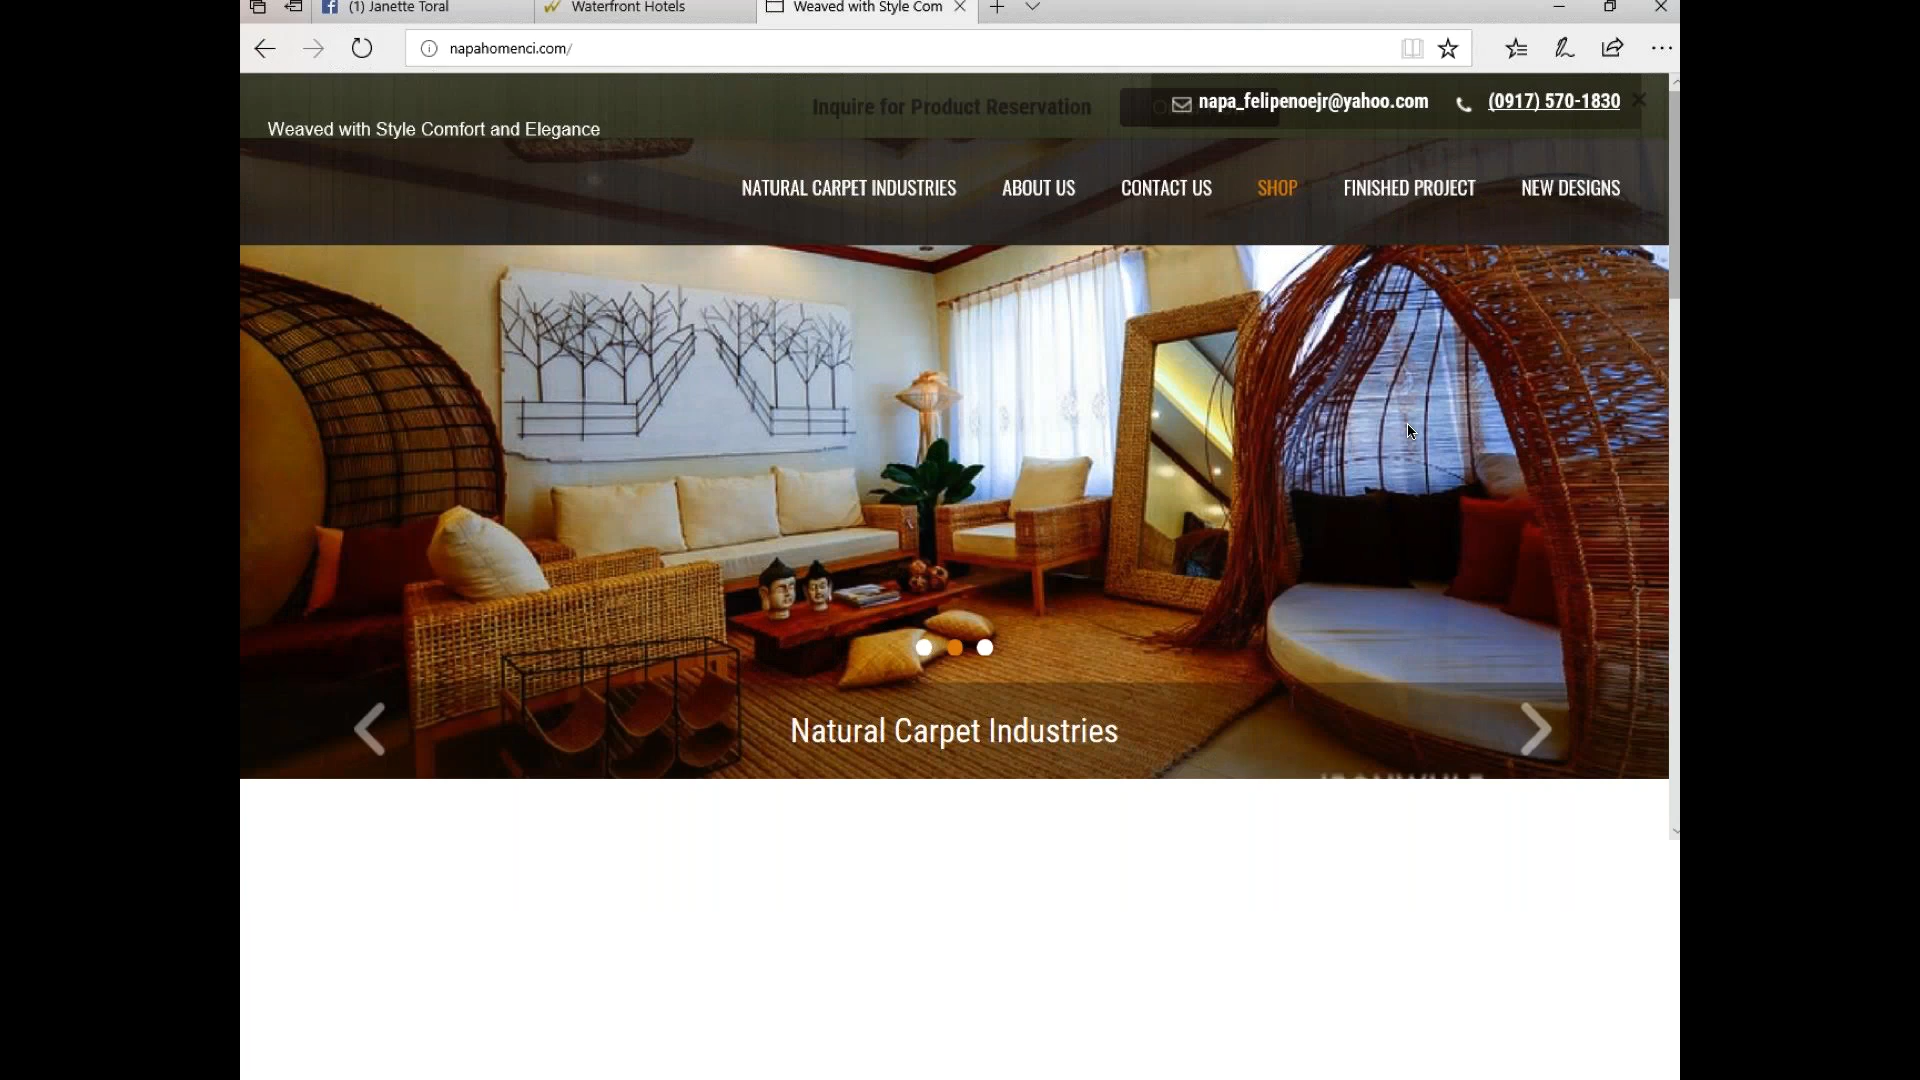 (1) Janette Toral
Waterfront Hotels
Weaved with Style Com
napahomenci.com/
Inquire for Product Reservation
napa_felipenoejr@yahoo.com
(0917) 570-1830
Weaved with Style Comfort and Elegance
NATURAL CARPET INDUSTRIES
ABOUT US
CONTACT US
SHOP
FINISHED PROJECT
NEW DESIGNS
Natural Carpet Industries